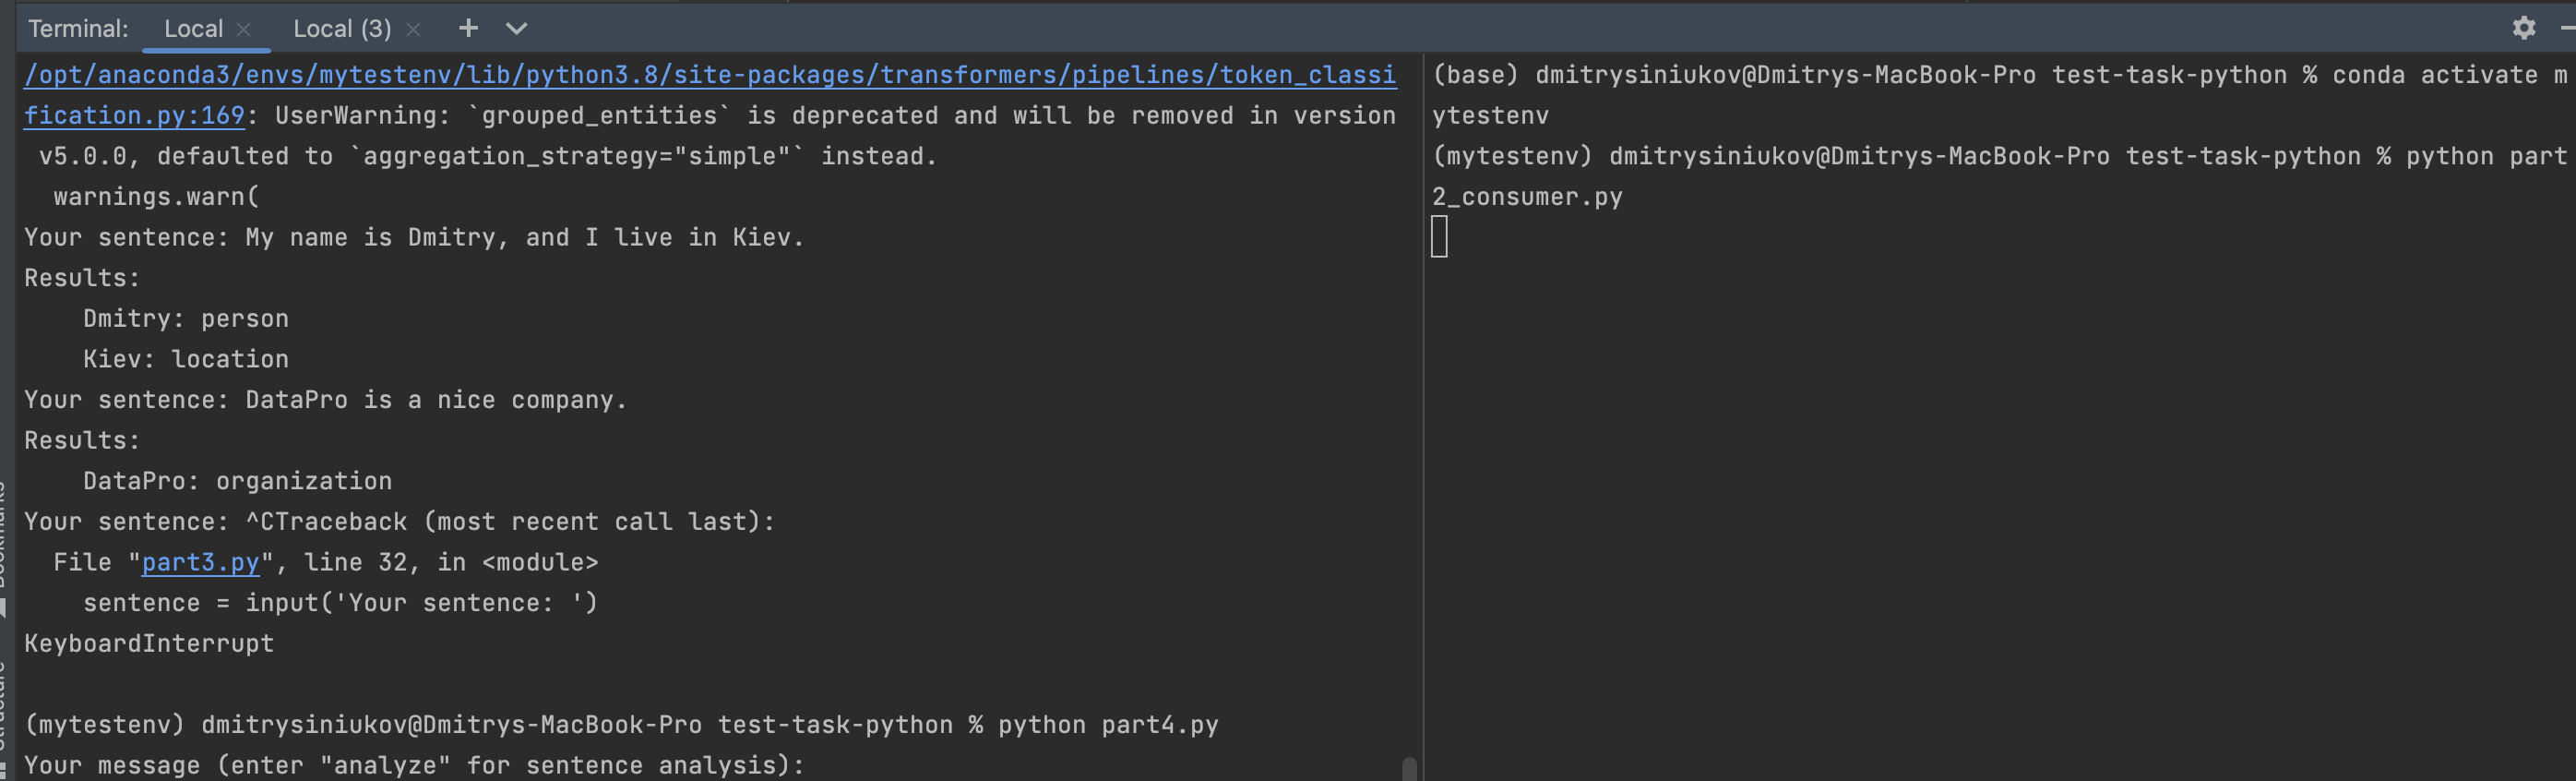 Terminal: Local × Local (3) × +
/opt/anaconda3/envs/mytestenv/lib/python3.8/site-packages/transformers/pipelines/token_classi
fication.py:169: UserWarning: `grouped_entities` is deprecated and will be removed in version
 v5.0.0, defaulted to `aggregation_strategy="simple"` instead.
  warnings.warn(
Your sentence: My name is Dmitry, and I live in Kiev.
Results:
    Dmitry: person
    Kiev: location
Your sentence: DataPro is a nice company.
Results:
    DataPro: organization
Your sentence: ^CTraceback (most recent call last):
  File "part3.py", line 32, in <module>
    sentence = input('Your sentence: ')
KeyboardInterrupt
(mytestenv) dmitrysiniukov@Dmitrys-MacBook-Pro test-task-python % python part4.py
Your message (enter "analyze" for sentence analysis):
(base) dmitrysiniukov@Dmitrys-MacBook-Pro test-task-python % conda activate m
ytestenv
(mytestenv) dmitrysiniukov@Dmitrys-MacBook-Pro test-task-python % python part
2_consumer.py